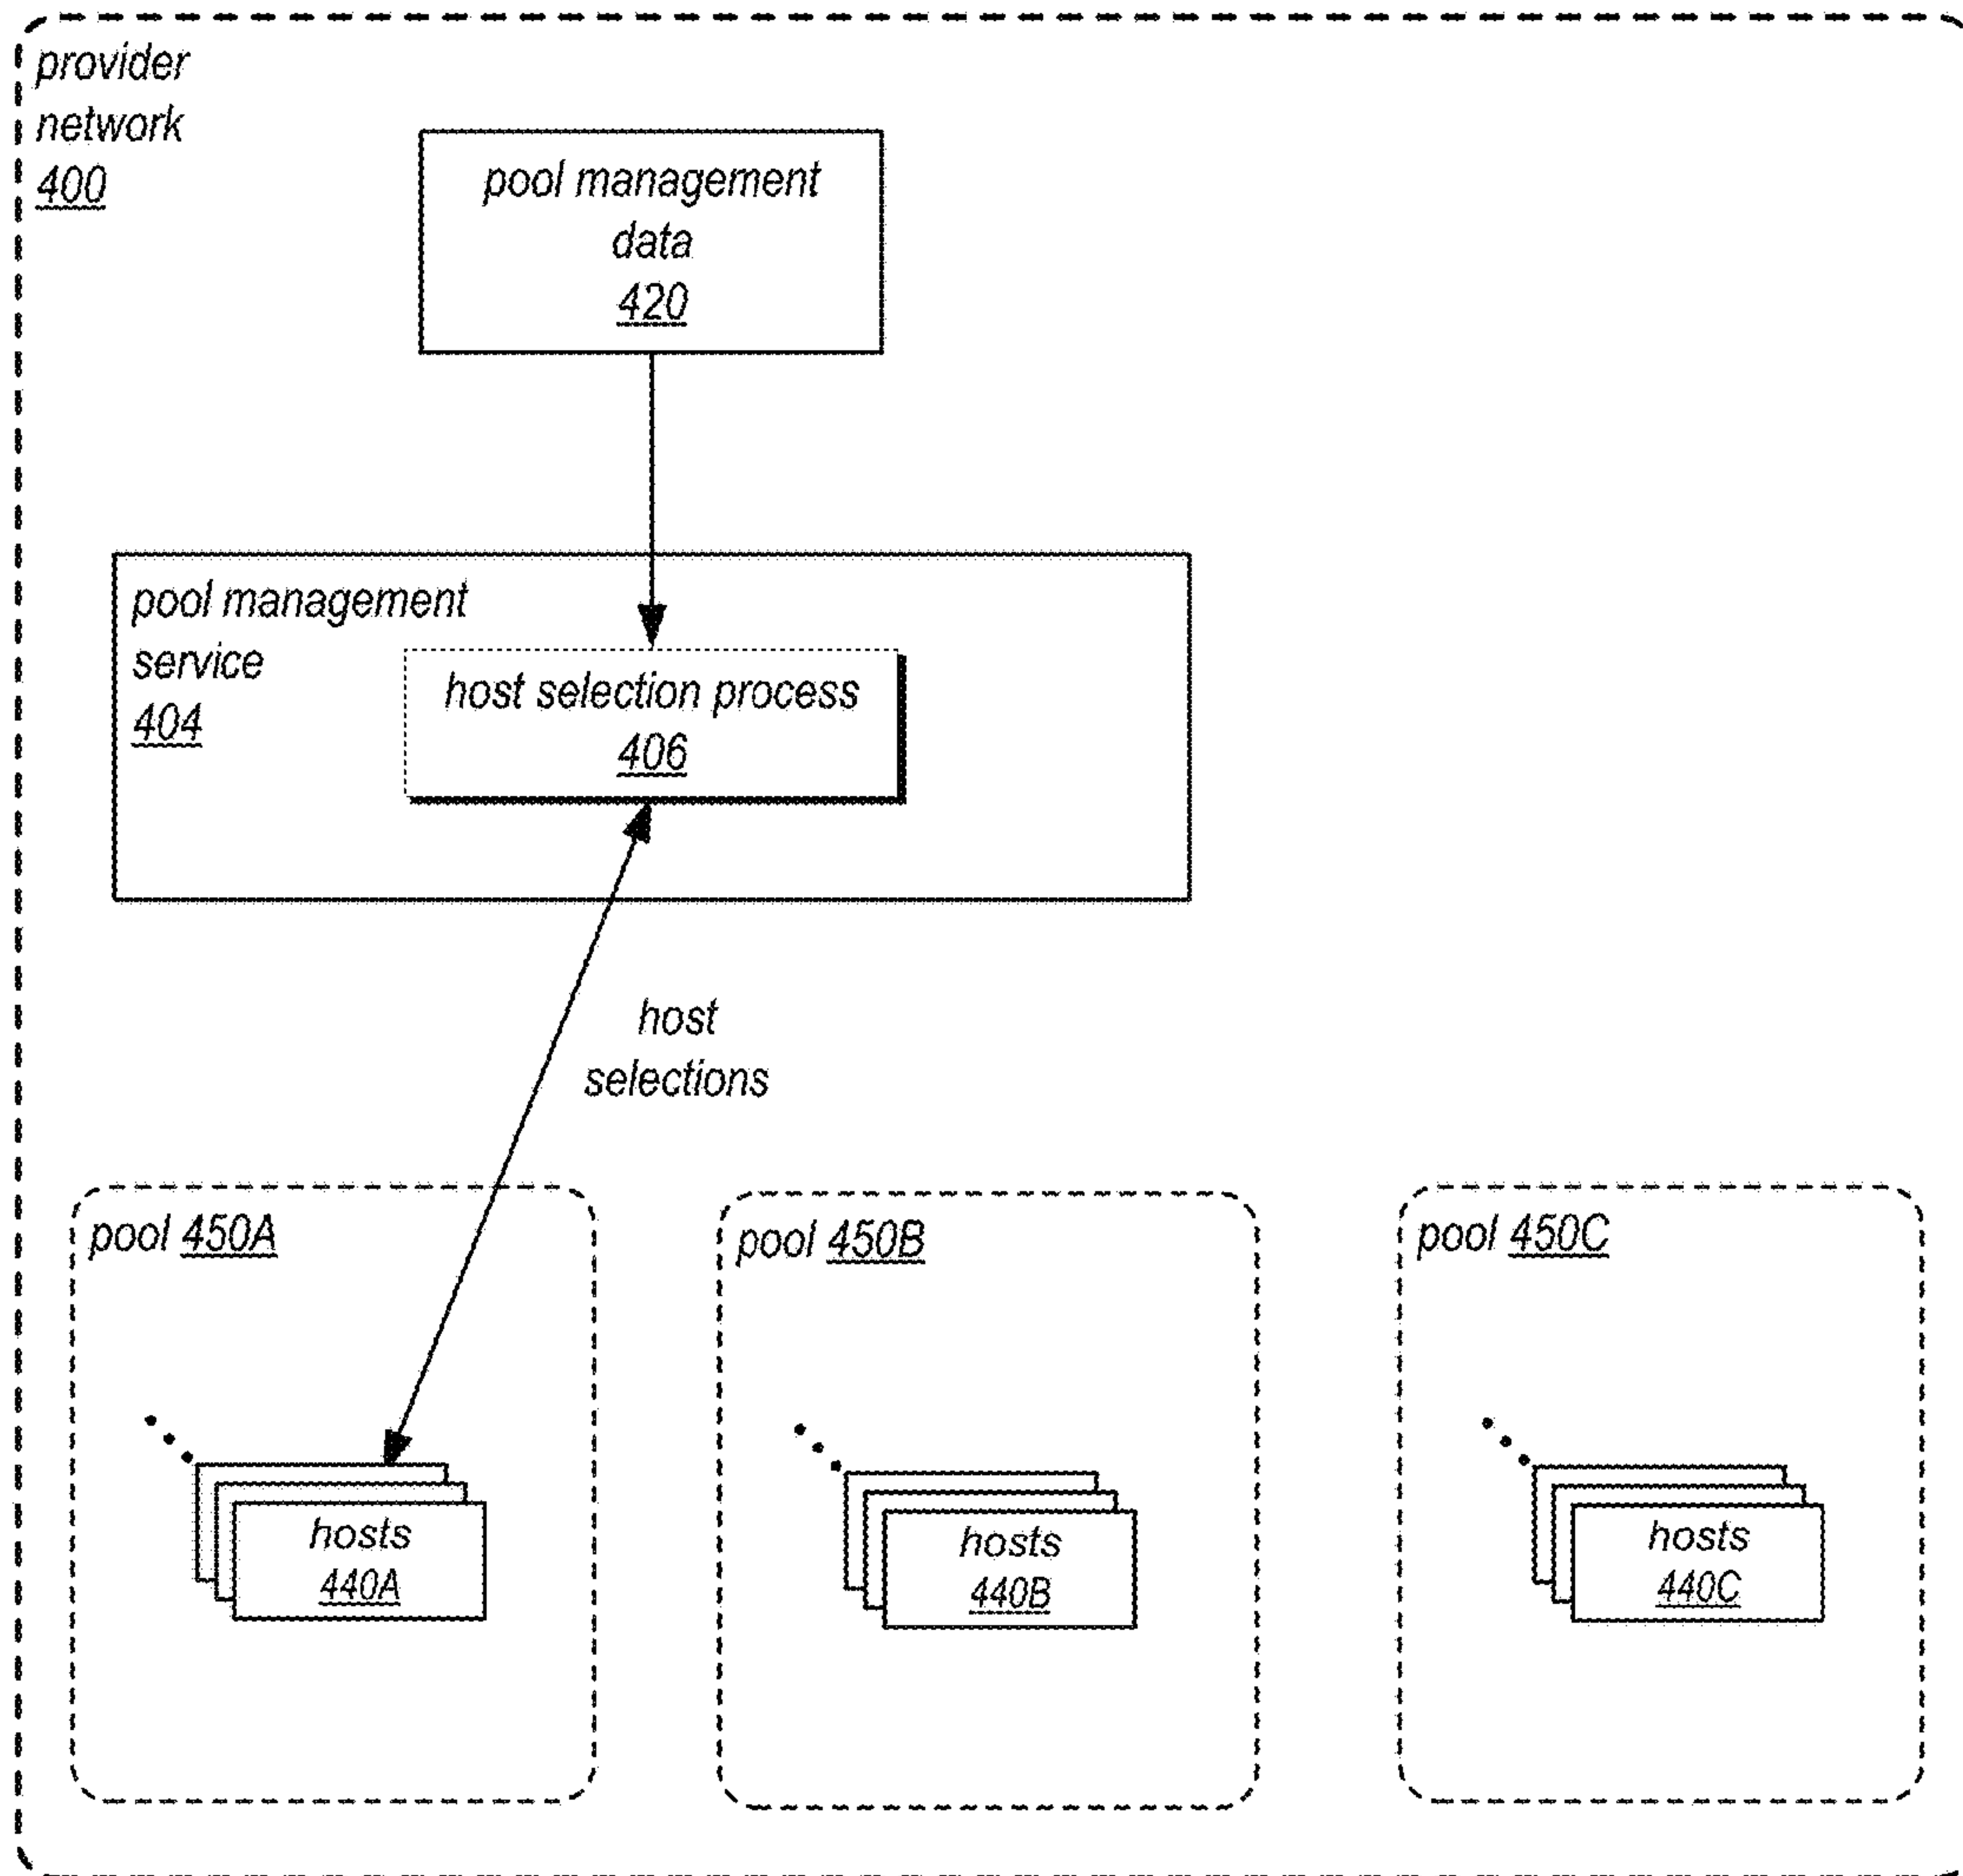 provider
network
400
pool management
data
420
pool management
service
404
host selection process
406
host
selections
pool 450A
pool 450B
pool 450C
hosts
440A
hosts
440B
hosts
440C